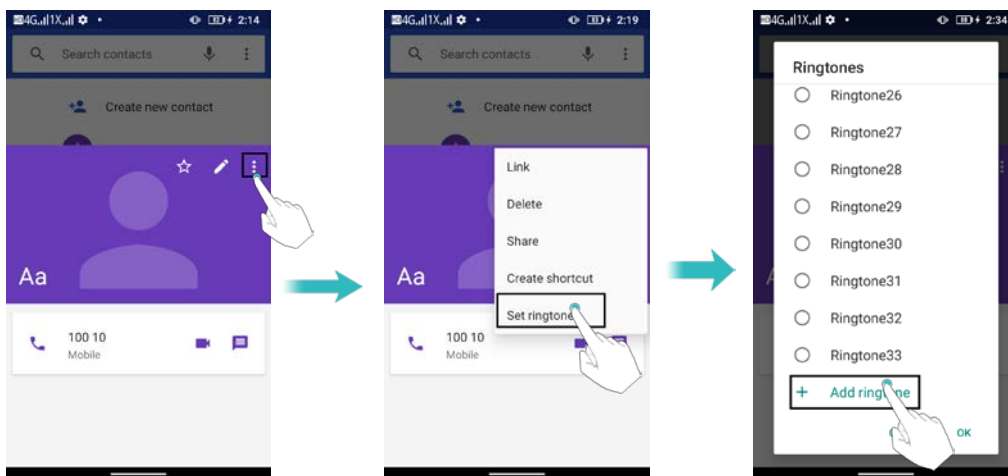 4G 1X 2:14
Search contacts
Create new contact
Aa
100 10
Mobile
4G 1X 2:19
Search contacts
Create new contact
Link
Delete
Share
Create shortcut
Set ringtone
Aa
100 10
Mobile
4G 1X 2:34
Ringtones
Ringtone26
Ringtone27
Ringtone28
Ringtone29
Ringtone30
Ringtone31
Ringtone32
Ringtone33
+ Add ringtone
OK